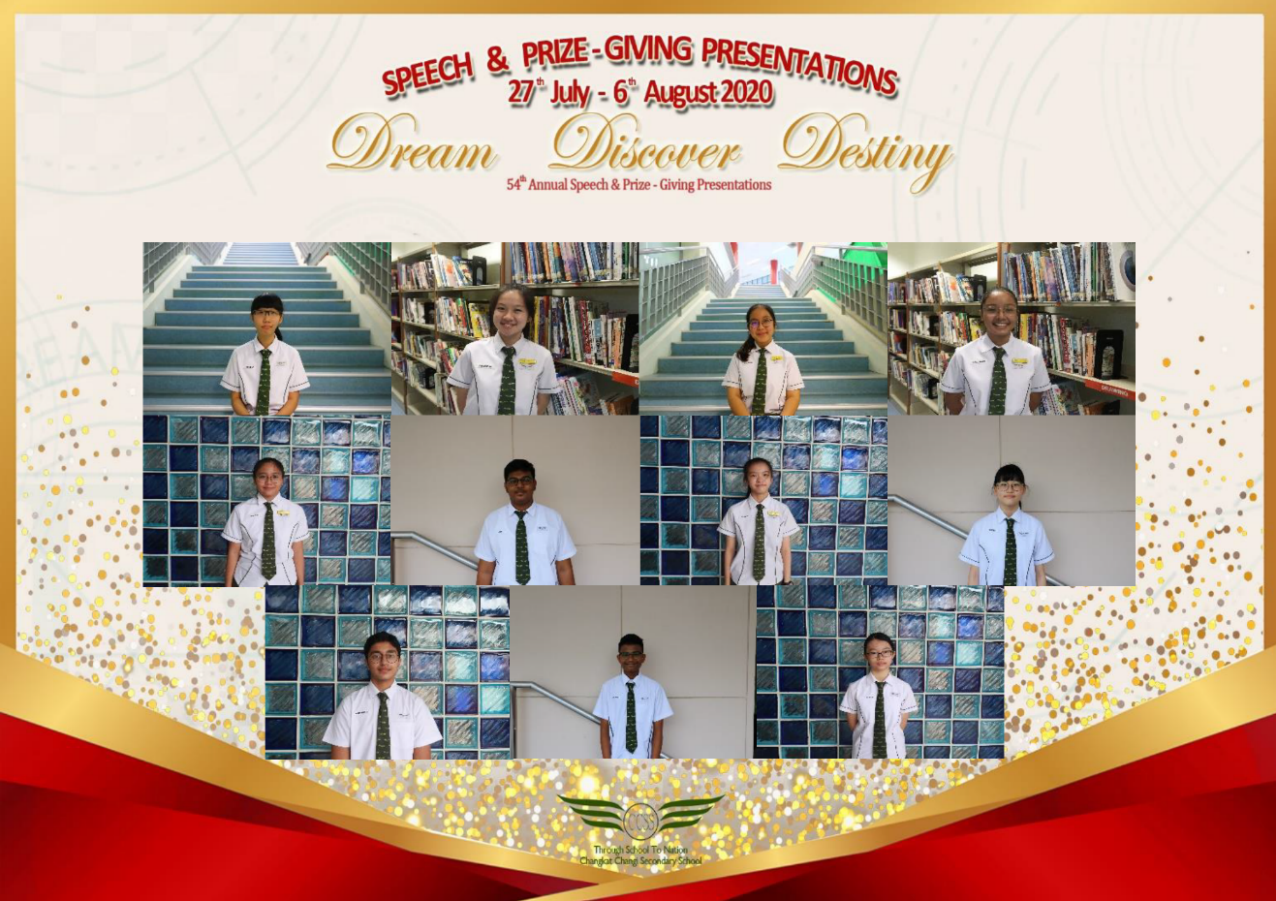 SPEECH & PRIZE - GIVING PRESENTATIONS
27th July - 6th August 2020
Dream Discover Destiny
54th Annual Speech & Prize - Giving Presentations
CCSS
Through School To Nation
Changkat Changi Secondary School